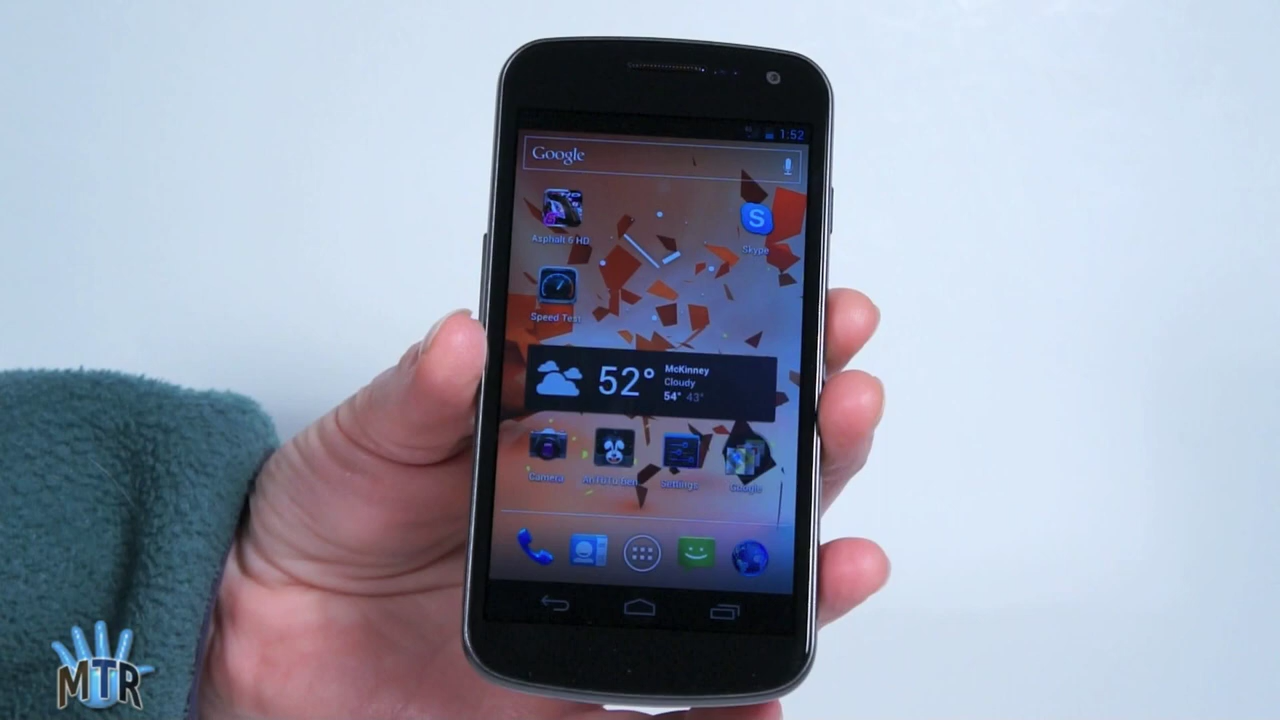 1:52
Google
Asphalt 6 HD
Skype
Speed Test
52°
McKinney
Cloudy
54° 43°
Camera
Settings
Google
MTR